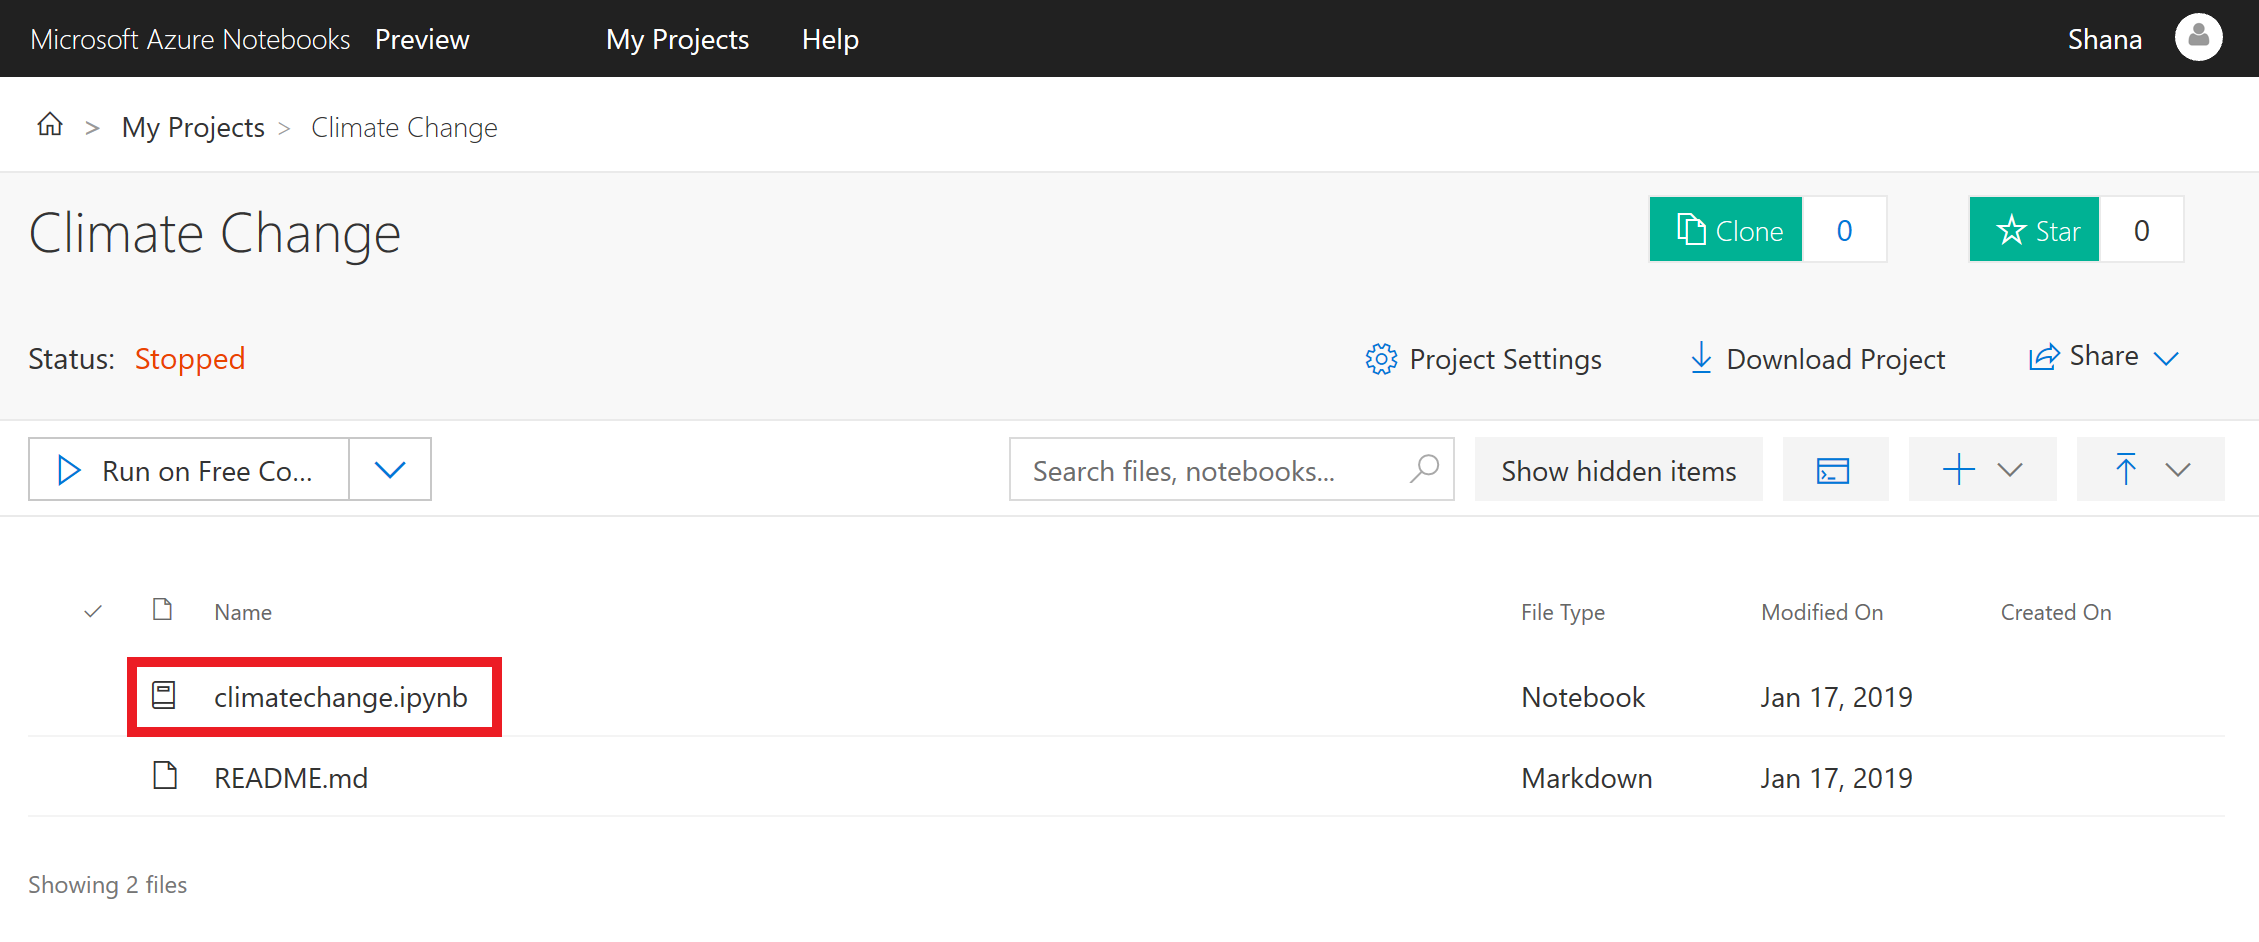 Microsoft Azure Notebooks Preview My Projects Help Shana
> My Projects > Climate Change
Climate Change Clone 0 Star 0
Status: Stopped Project Settings Download Project Share
Run on Free Co... Search files, notebooks... Show hidden items
Name File Type Modified On Created On
climatechange.ipynb Notebook Jan 17, 2019
README.md Markdown Jan 17, 2019
Showing 2 files